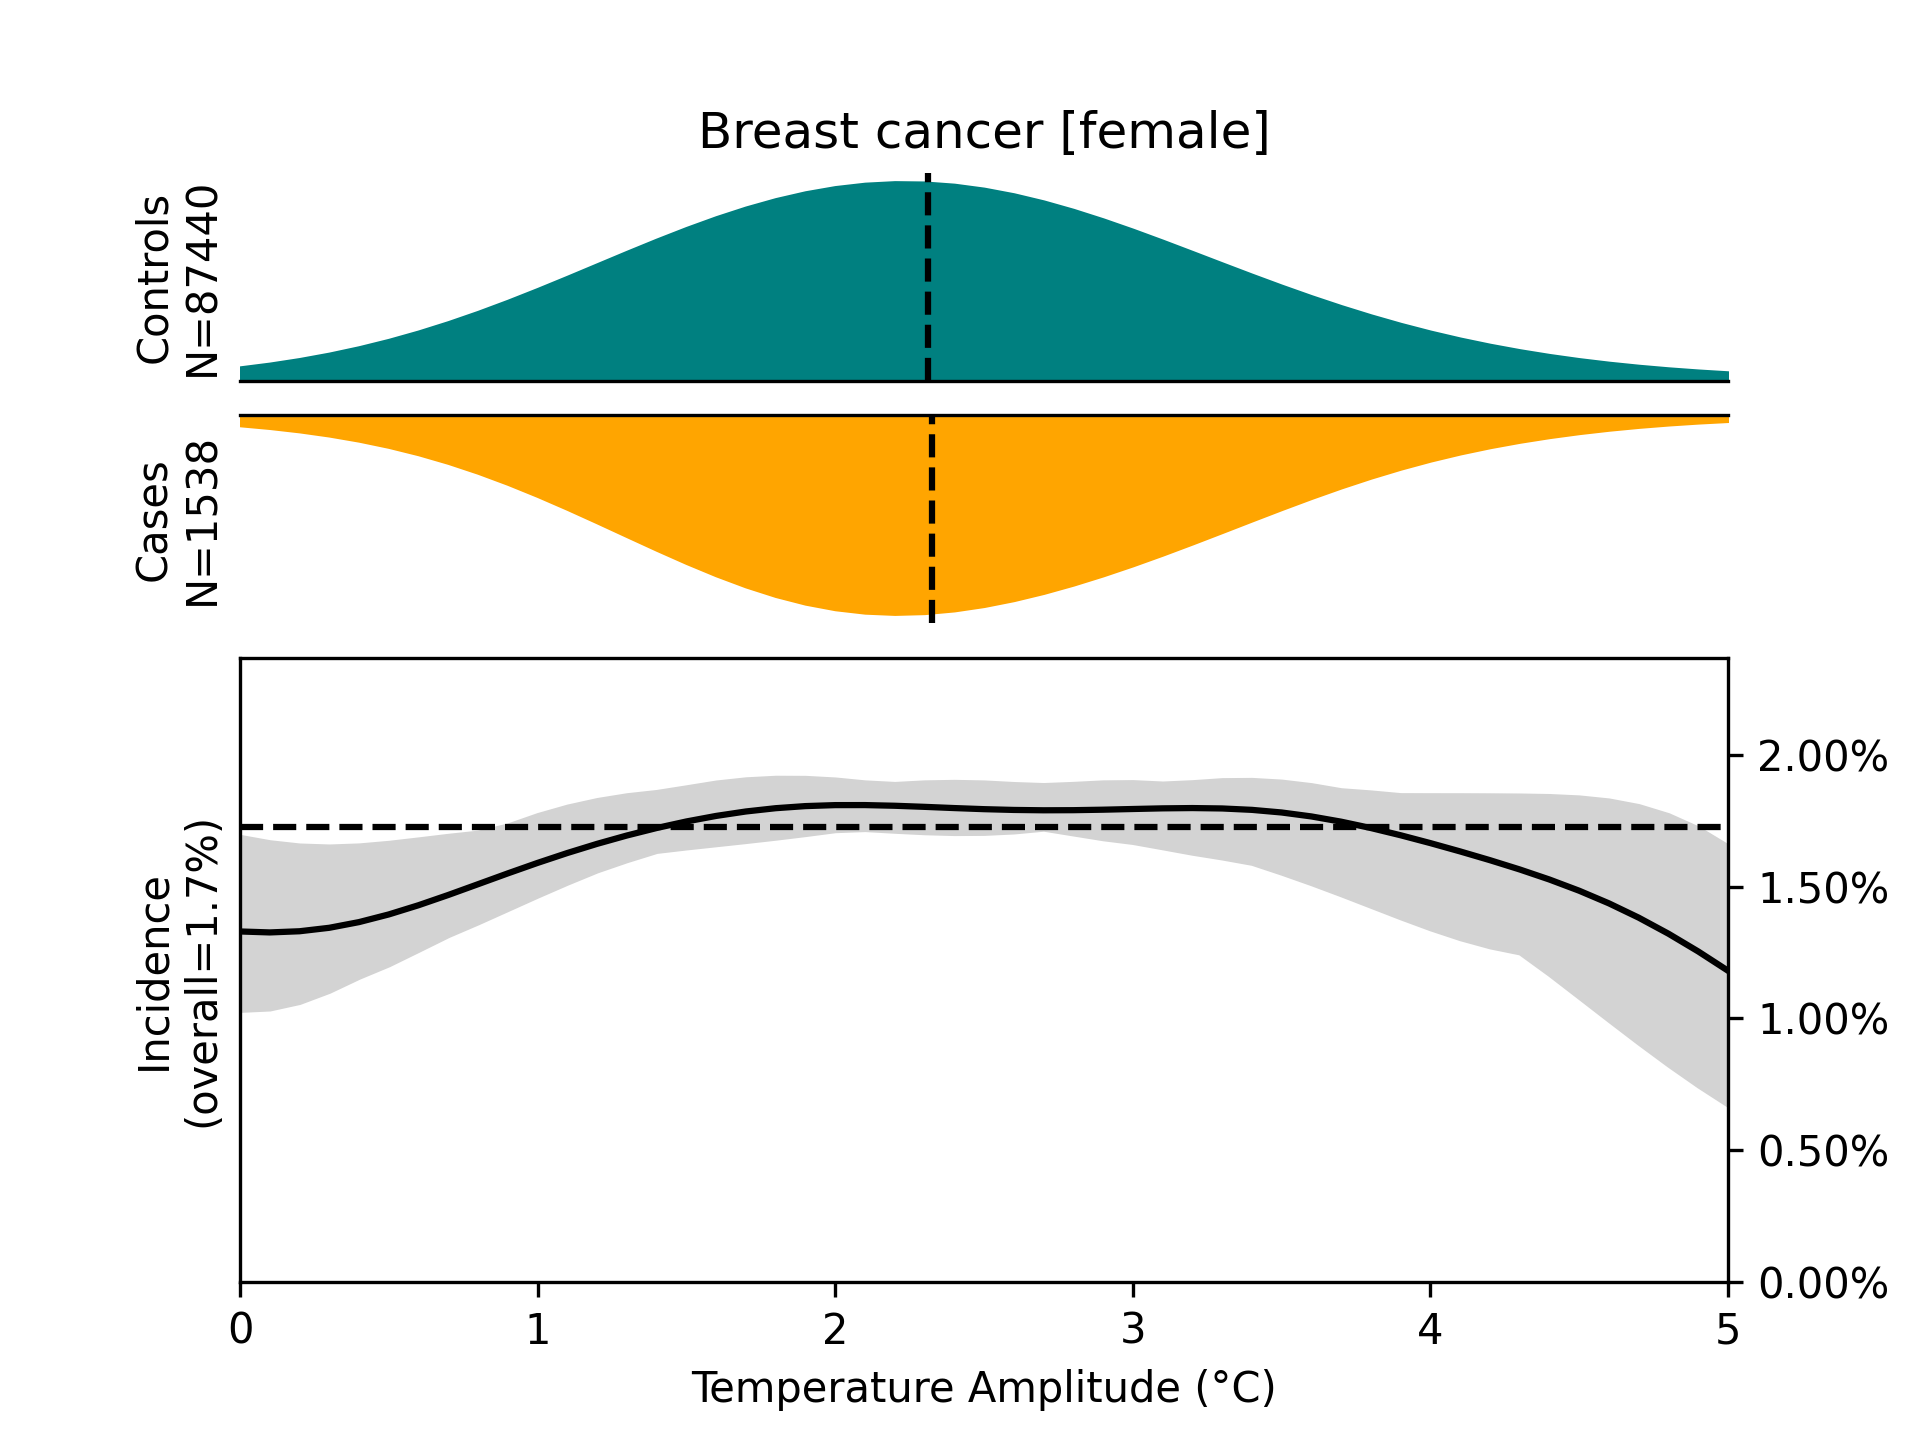 Breast cancer [female]
Controls
N=87440
Cases
N=1538
Incidence
(overall=1.7%)
2.00%
1.50%
1.00%
0.50%
0.00%
0 1 2 3 4 5
Temperature Amplitude (°C)